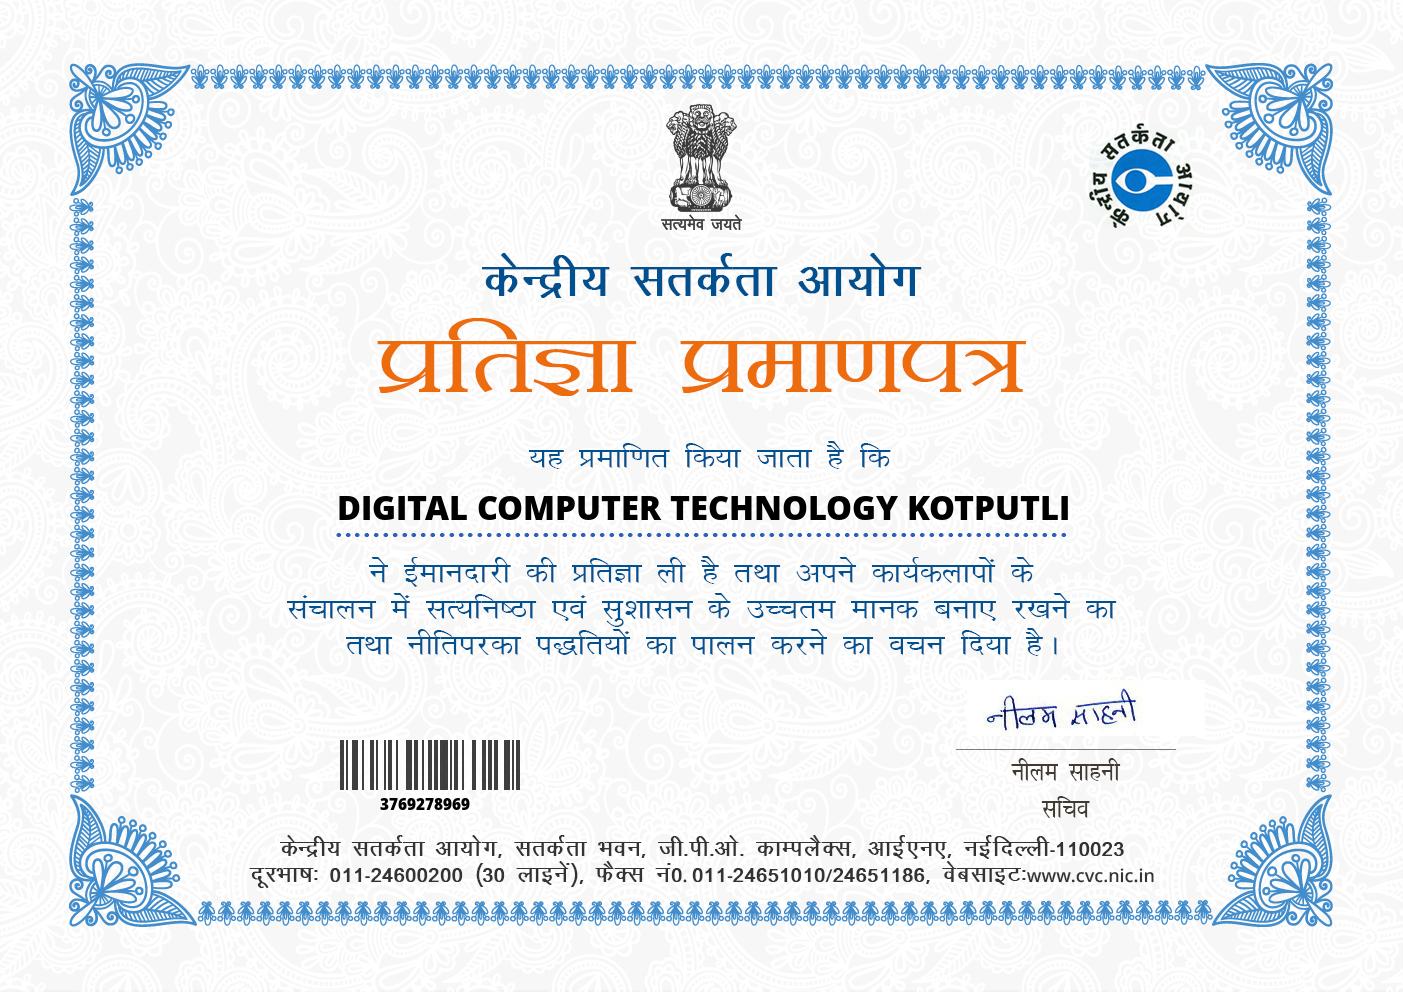 सत्यमेव जयते
केन्द्रीय सतर्कता आयोग
केन्द्रीय सतर्कता आयोग
प्रतिज्ञा प्रमाणपत्र
यह प्रमाणित किया जाता है कि
DIGITAL COMPUTER TECHNOLOGY KOTPUTLI
ने ईमानदारी की प्रतिज्ञा ली है तथा अपने कार्यकलापों के
संचालन में सत्यनिष्ठा एवं सुशासन के उच्चतम मानक बनाए रखने का
तथा नीतिपरका पद्धतियों का पालन करने का वचन दिया है।
नीलम साहनी
नीलम साहनी
सचिव
3769278969
केन्द्रीय सतर्कता आयोग, सतर्कता भवन, जी.पी.ओ. काम्पलैक्स, आईएनए, नईदिल्ली-110023
दूरभाषः 011-24600200 (30 लाइनें), फैक्स नं0. 011-24651010/24651186, वेबसाइटःwww.cvc.nic.in